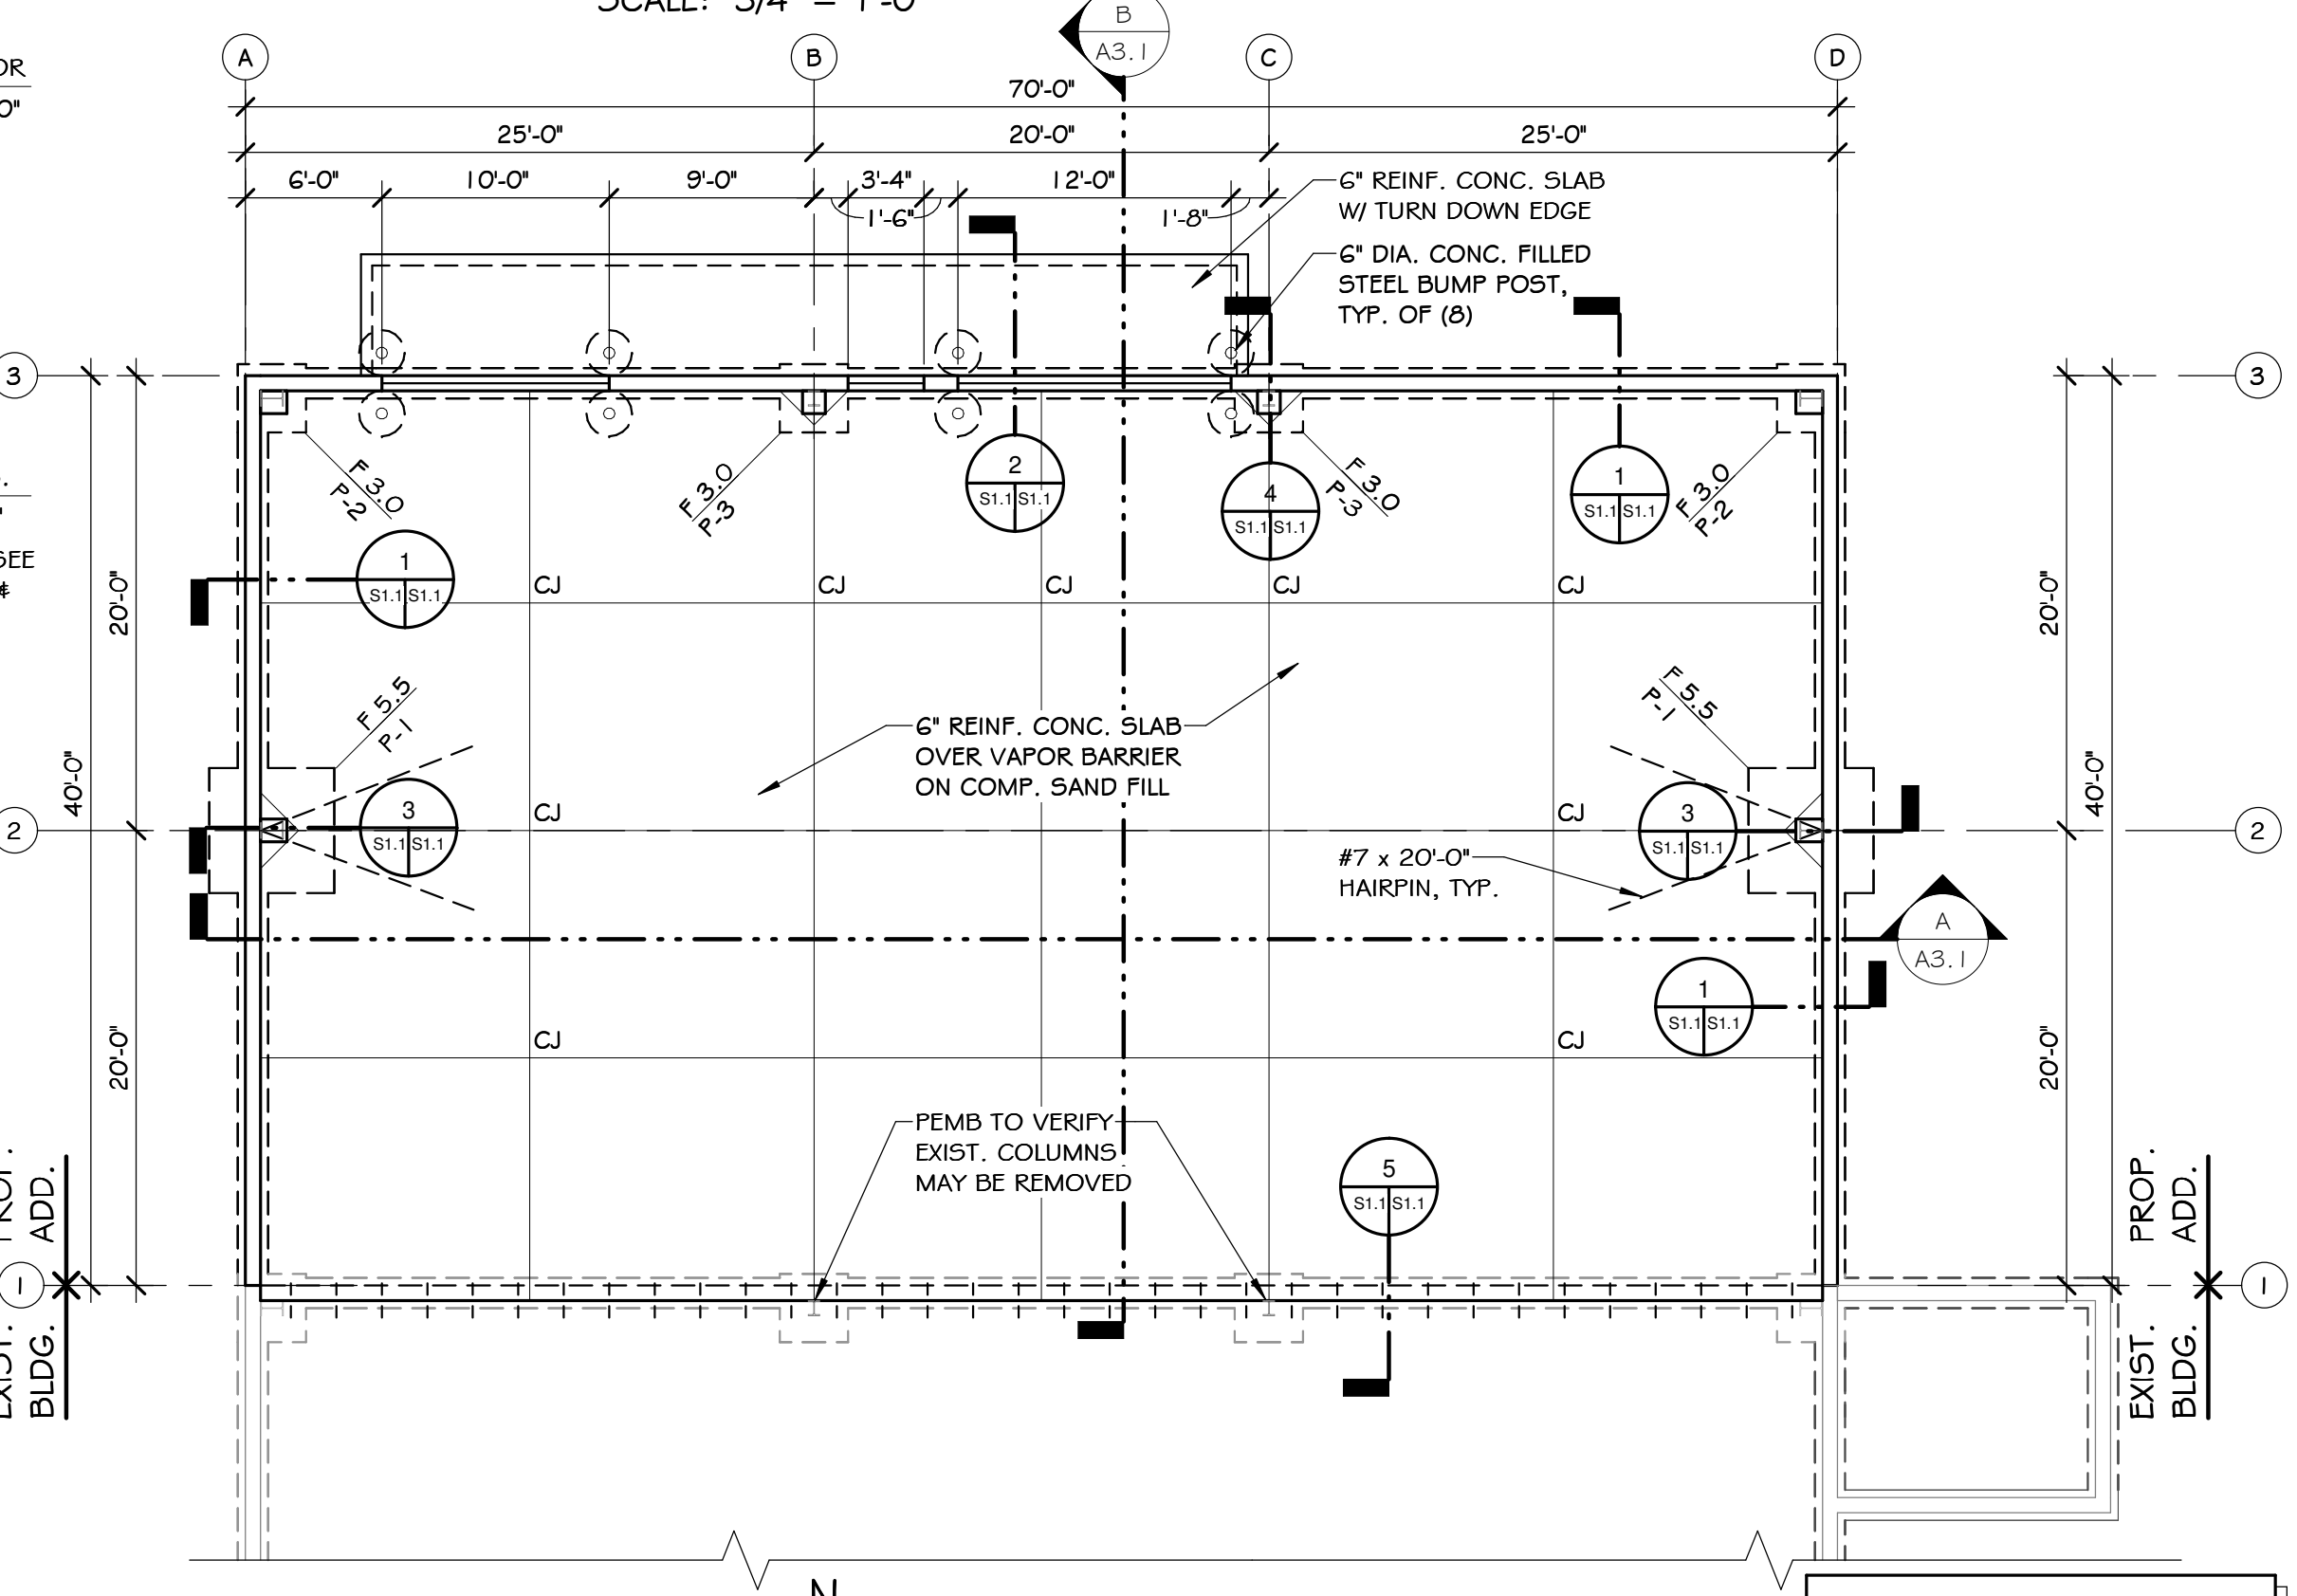 SCALE: 3/4" = 1'-0"
B
A3.1
A
B
C
D
OR
0"
70'-0"
25'-0"
20'-0"
25'-0"
6'-0"
10'-0"
9'-0"
3'-4"
12'-0"
1'-6"
1'-8"
6" REINF. CONC. SLAB
W/ TURN DOWN EDGE
6" DIA. CONC. FILLED
STEEL BUMP POST,
TYP. OF (8)
3
3
F 3.0
P-2
F 3.0
P-3
2
S1.1 S1.1
4
S1.1 S1.1
F 3.0
P-3
1
S1.1 S1.1
F 3.0
P-2
SEE
1
S1.1 S1.1
20'-0"
CJ
CJ
CJ
CJ
CJ
20'-0"
F 5.5
P-1
6" REINF. CONC. SLAB
OVER VAPOR BARRIER
ON COMP. SAND FILL
F 5.5
P-1
40'-0"
40'-0"
2
3
S1.1 S1.1
CJ
CJ
3
S1.1 S1.1
2
#7 x 20'-0"
HAIRPIN, TYP.
A
A3.1
1
S1.1 S1.1
20'-0"
CJ
CJ
20'-0"
PEMB TO VERIFY
EXIST. COLUMNS
MAY BE REMOVED
5
S1.1 S1.1
PROP.
ADD.
PROP.
ADD.
1
1
EXIST.
BLDG.
EXIST.
BLDG.
N